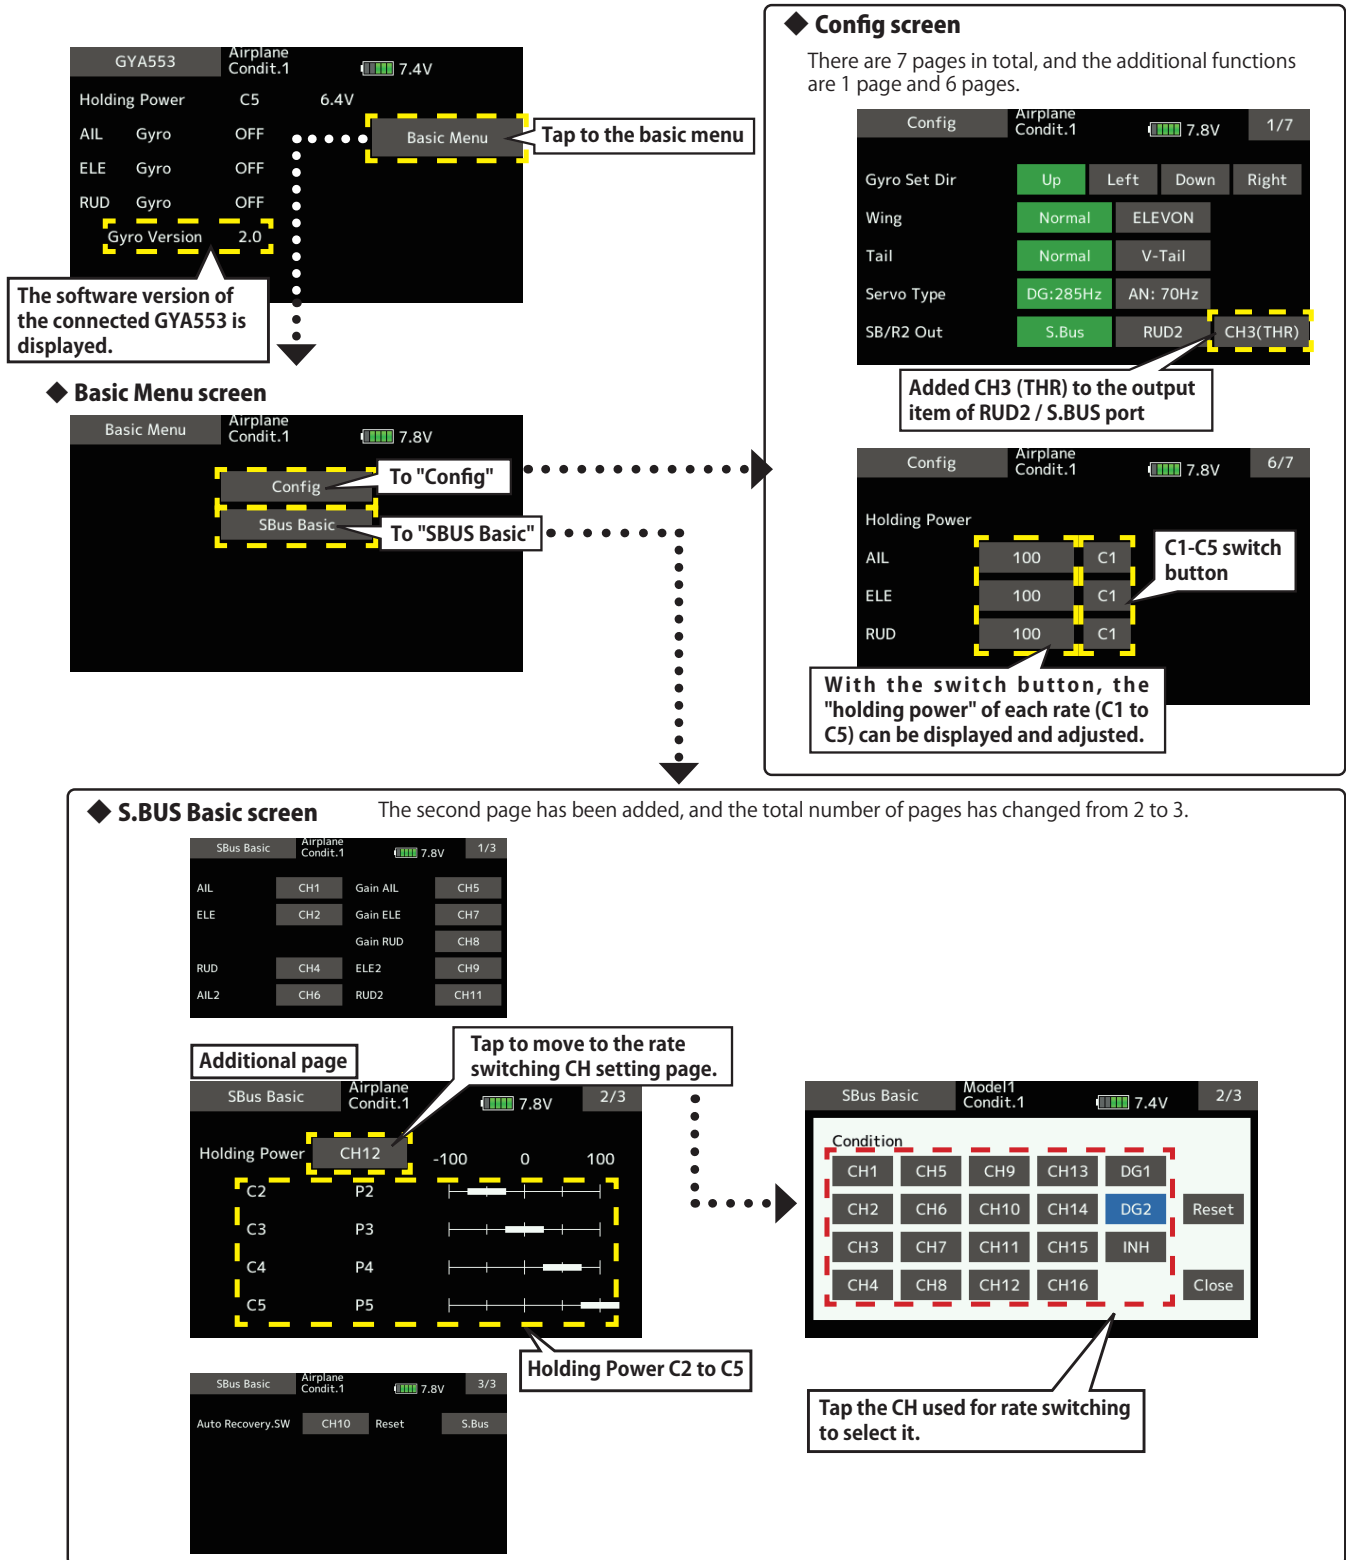 GYA553 Airplane Condit.1 7.4V
Holding Power C5 6.4V
AIL Gyro OFF
Basic Menu
ELE Gyro OFF
RUD Gyro OFF
Gyro Version 2.0
Tap to the basic menu
The software version of
the connected GYA553 is
displayed.
◆ Basic Menu screen
Basic Menu Airplane Condit.1 7.8V
Config
SBus Basic
To "Config"
To "SBUS Basic"
◆ Config screen
There are 7 pages in total, and the additional functions
are 1 page and 6 pages.
Config Airplane Condit.1 7.8V 1/7
Gyro Set Dir Up Left Down Right
Wing Normal ELEVON
Tail Normal V-Tail
Servo Type DG:285Hz AN: 70Hz
SB/R2 Out S.Bus RUD2 CH3(THR)
Added CH3 (THR) to the output
item of RUD2 / S.BUS port
Config Airplane Condit.1 7.8V 6/7
Holding Power
AIL 100 C1
ELE 100 C1
RUD 100 C1
C1-C5 switch
button
With the switch button, the
"holding power" of each rate (C1 to
C5) can be displayed and adjusted.
◆ S.BUS Basic screen
The second page has been added, and the total number of pages has changed from 2 to 3.
SBus Basic Airplane Condit.1 7.8V 1/3
AIL CH1 Gain AIL CH5
ELE CH2 Gain ELE CH7
Gain RUD CH8
RUD CH4 ELE2 CH9
AIL2 CH6 RUD2 CH11
Additional page
Tap to move to the rate
switching CH setting page.
SBus Basic Airplane Condit.1 7.8V 2/3
Holding Power CH12 -100 0 100
C2 P2
C3 P3
C4 P4
C5 P5
Holding Power C2 to C5
SBus Basic Model1 Condit.1 7.4V 2/3
Condition
CH1 CH5 CH9 CH13 DG1
CH2 CH6 CH10 CH14 DG2 Reset
CH3 CH7 CH11 CH15 INH
CH4 CH8 CH12 CH16 Close
Tap the CH used for rate switching
to select it.
SBus Basic Airplane Condit.1 7.8V 3/3
Auto Recovery.SW CH10 Reset S.Bus